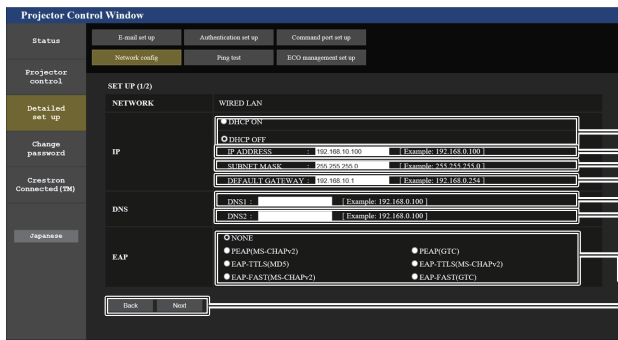 Projector Control Window
Status
E-mail set up
Authentication set up
Command port set up
Network config
Ping test
ECO management set up
Projector
control
SET UP (1/2)
NETWORK
WIRED LAN
Detailed
set up
DHCP ON
DHCP OFF
Change
password
IP
IP ADDRESS : 192.168.10.100 [ Example: 192.168.0.100 ]
SUBNET MASK : 255.255.255.0 [ Example: 255.255.255.0 ]
DEFAULT GATEWAY : 192.168.10.1 [ Example: 192.168.0.254 ]
Crestron
Connected(TM)
DNS
DNS1 : [ Example: 192.168.0.100 ]
DNS2 : [ Example: 192.168.0.100 ]
Japanese
EAP
NONE
PEAP(MS-CHAPv2)
PEAP(GTC)
EAP-TTLS(MD5)
EAP-TTLS(MS-CHAPv2)
EAP-FAST(MS-CHAPv2)
EAP-FAST(GTC)
Back
Next